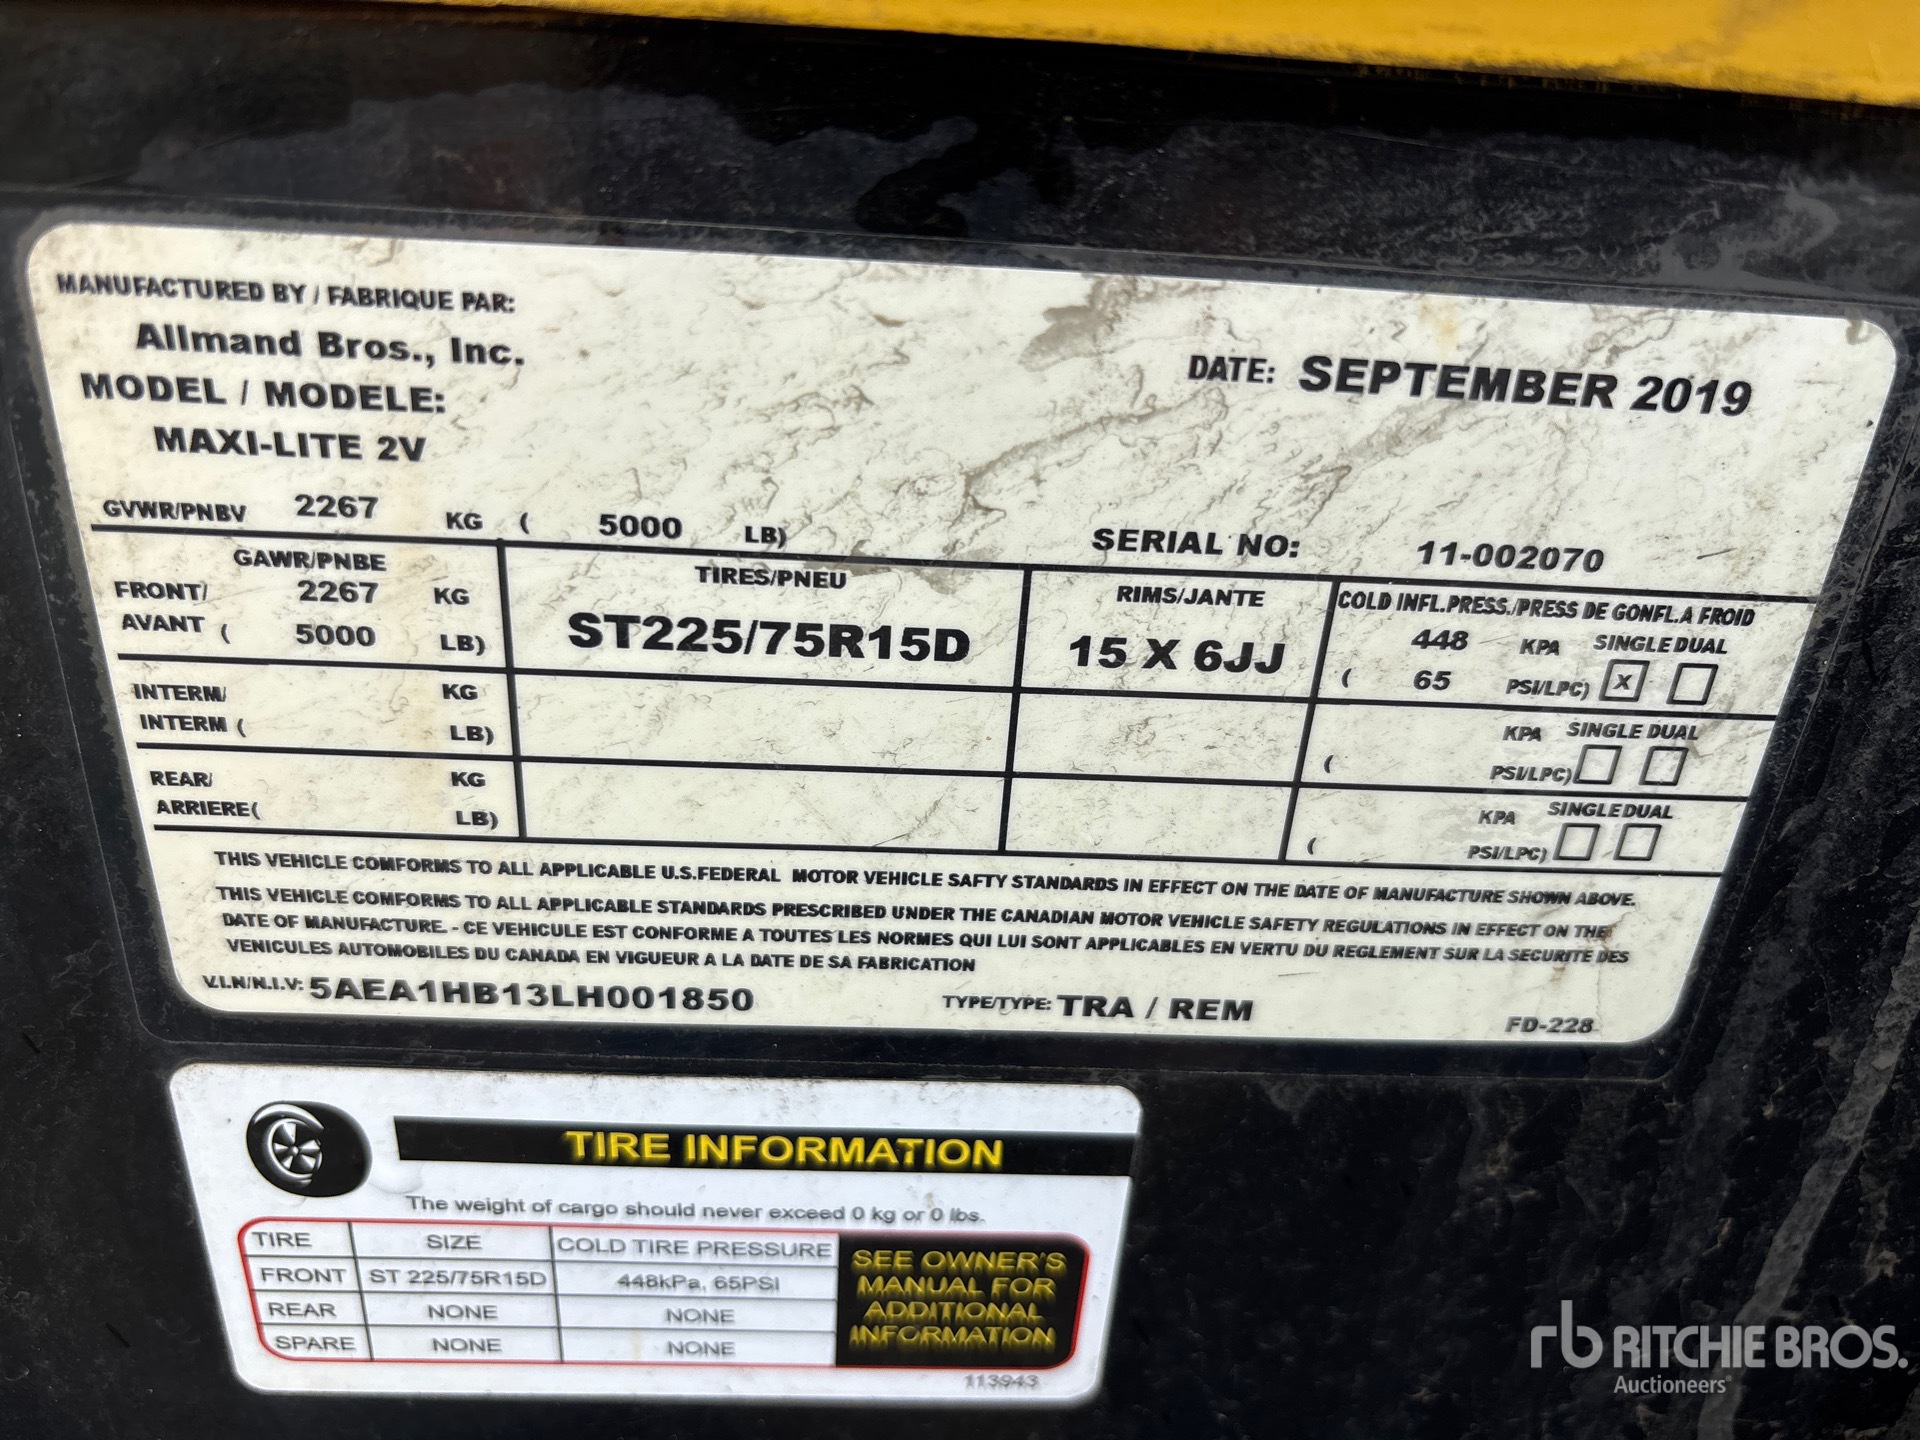 MANUFACTURED BY / FABRIQUE PAR:
Allmand Bros., Inc.
MODEL / MODELE:
MAXI-LITE 2V
DATE: SEPTEMBER 2019
GVWR/PNBV 2267 KG ( 5000 LB)
SERIAL NO: 11-002070
GAWR/PNBE
TIRES/PNEU
RIMS/JANTE
COLD INFL.PRESS./PRESS DE GONFL.A FROID
FRONT/ 2267 KG
AVANT ( 5000 LB)
ST225/75R15D
15 X 6JJ
448 KPA SINGLE DUAL
( 65 PSI/LPC) X
INTERM/ KG
INTERM ( LB)
KPA SINGLE DUAL
( PSI/LPC)
REAR/ KG
ARRIERE( LB)
KPA SINGLE DUAL
( PSI/LPC)
THIS VEHICLE COMFORMS TO ALL APPLICABLE U.S.FEDERAL MOTOR VEHICLE SAFTY STANDARDS IN EFFECT ON THE DATE OF MANUFACTURE SHOWN ABOVE.
THIS VEHICLE COMFORMS TO ALL APPLICABLE STANDARDS PRESCRIBED UNDER THE CANADIAN MOTOR VEHICLE SAFETY REGULATIONS IN EFFECT ON THE
DATE OF MANUFACTURE. - CE VEHICULE EST CONFORME A TOUTES LES NORMES QUI LUI SONT APPLICABLES EN VERTU DU REGLEMENT SUR LA SECURITE DES
VENICULES AUTOMOBILES DU CANADA EN VIGUEUR A LA DATE DE SA FABRICATION
V.I.N/N.I.V: 5AEA1HB13LH001850
TYPE/TYPE: TRA / REM
FD-228
TIRE INFORMATION
The weight of cargo should never exceed 0 kg or 0 lbs.
TIRE SIZE COLD TIRE PRESSURE
FRONT ST 225/75R15D 448kPa, 65PSI
REAR NONE NONE
SPARE NONE NONE
SEE OWNER'S
MANUAL FOR
ADDITIONAL
INFORMATION
113943
rb RITCHIE BROS.
Auctioneers